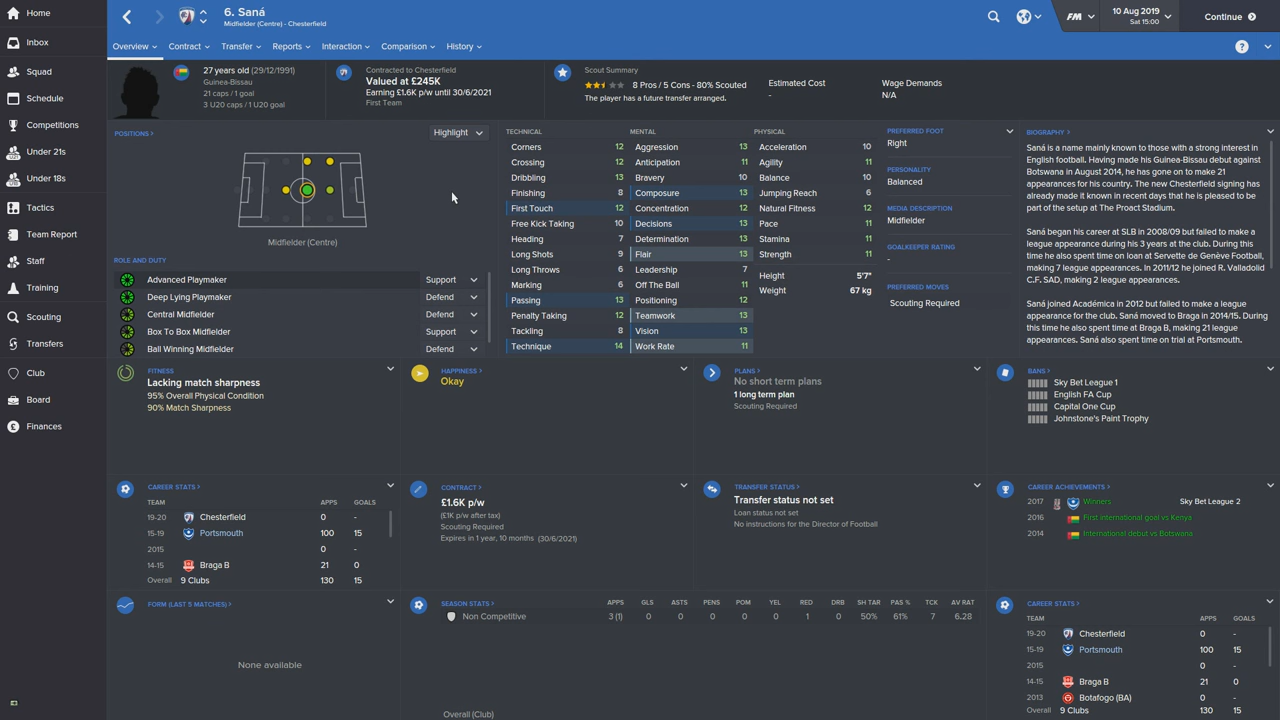 Home
Inbox
Squad
Schedule
Competitions
Under 21s
Under 18s
Tactics
Team Report
Staff
Training
Scouting
Transfers
Club
Board
Finances
6. Saná
Midfielder (Centre) - Chesterfield
FM
10 Aug 2019
Sat 15:00
Continue
Overview
Contract
Transfer
Reports
Interaction
Comparison
History
?
27 years old (29/12/1991)
Guinea-Bissau
21 caps / 1 goal
3 U20 caps / 1 U20 goal
Contracted to Chesterfield
Valued at £245K
Earning £1.6K p/w until 30/6/2021
First Team
Scout Summary
8 Pros / 5 Cons - 80% Scouted
The player has a future transfer arranged.
Estimated Cost
-
Wage Demands
N/A
POSITIONS >
Highlight
Midfielder (Centre)
ROLE AND DUTY
Advanced Playmaker Support
Deep Lying Playmaker Defend
Central Midfielder Defend
Box To Box Midfielder Support
Ball Winning Midfielder Defend
TECHNICAL
Corners 12
Crossing 12
Dribbling 13
Finishing 8
First Touch 12
Free Kick Taking 10
Heading 7
Long Shots 9
Long Throws 6
Marking 6
Passing 13
Penalty Taking 12
Tackling 8
Technique 14
MENTAL
Aggression 13
Anticipation 11
Bravery 10
Composure 13
Concentration 12
Decisions 13
Determination 13
Flair 13
Leadership 7
Off The Ball 11
Positioning 12
Teamwork 13
Vision 13
Work Rate 11
PHYSICAL
Acceleration 10
Agility 11
Balance 10
Jumping Reach 6
Natural Fitness 12
Pace 11
Stamina 11
Strength 11
Height 5'7"
Weight 67 kg
PREFERRED FOOT
Right
PERSONALITY
Balanced
MEDIA DESCRIPTION
Midfielder
GOALKEEPER RATING
-
PREFERRED MOVES
Scouting Required
BIOGRAPHY >
Saná is a name mainly known to those with a strong interest in
English football. Having made his Guinea-Bissau debut against
Botswana in August 2014, he has gone on to make 21
appearances for his country. The new Chesterfield signing has
already made it known in recent days that he is pleased to be
part of the setup at The Proact Stadium.
Saná began his career at SLB in 2008/09 but failed to make a
league appearance during his 3 years at the club. During this
time he also spent time on loan at Servette de Genève Football,
making 7 league appearances. In 2011/12 he joined R. Valladolid
C.F. SAD, making 2 league appearances.
Saná joined Académica in 2012 but failed to make a league
appearance for the club. Saná moved to Braga in 2014/15. During
this time he also spent time at Braga B, making 21 league
appearances. Saná also spent time on trial at Portsmouth.
FITNESS
Lacking match sharpness
95% Overall Physical Condition
90% Match Sharpness
HAPPINESS >
Okay
PLANS >
No short term plans
1 long term plan
Scouting Required
BANS >
Sky Bet League 1
English FA Cup
Capital One Cup
Johnstone's Paint Trophy
CAREER STATS >
TEAM APPS GOALS
19-20 Chesterfield 0 -
15-19 Portsmouth 100 15
2015 0 -
14-15 Braga B 21 0
Overall 9 Clubs 130 15
CONTRACT >
£1.6K p/w
(£1K p/w after tax)
Scouting Required
Expires in 1 year, 10 months (30/6/2021)
TRANSFER STATUS >
Transfer status not set
Loan status not set
No instructions for the Director of Football
CAREER ACHIEVEMENTS >
2017 Winners Sky Bet League 2
2016 First international goal vs Kenya
2014 International debut vs Botswana
FORM (LAST 5 MATCHES) >
None available
SEASON STATS > APPS GLS ASTS PENS POM YEL RED DRB SH TAR PAS % TCK AV RAT
Non Competitive 3 (1) 0 0 0 0 0 1 0 50% 61% 7 6.28
Overall (Club)
CAREER STATS >
TEAM APPS GOALS
19-20 Chesterfield 0 -
15-19 Portsmouth 100 15
2015 0 -
14-15 Braga B 21 0
2013 Botafogo (BA) 0 -
Overall 9 Clubs 130 15